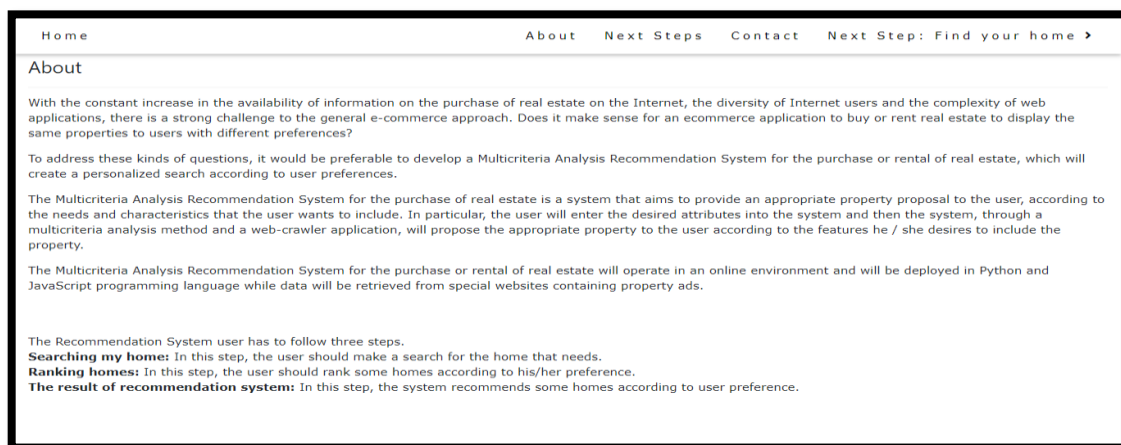 Home About Next Steps Contact Next Step: Find your home >
About
With the constant increase in the availability of information on the purchase of real estate on the Internet, the diversity of Internet users and the complexity of web
applications, there is a strong challenge to the general e-commerce approach. Does it make sense for an ecommerce application to buy or rent real estate to display the
same properties to users with different preferences?
To address these kinds of questions, it would be preferable to develop a Multicriteria Analysis Recommendation System for the purchase or rental of real estate, which will
create a personalized search according to user preferences.
The Multicriteria Analysis Recommendation System for the purchase of real estate is a system that aims to provide an appropriate property proposal to the user, according to
the needs and characteristics that the user wants to include. In particular, the user will enter the desired attributes into the system and then the system, through a
multicriteria analysis method and a web-crawler application, will propose the appropriate property to the user according to the features he / she desires to include the
property.
The Multicriteria Analysis Recommendation System for the purchase or rental of real estate will operate in an online environment and will be deployed in Python and
JavaScript programming language while data will be retrieved from special websites containing property ads.
The Recommendation System user has to follow three steps.
Searching my home: In this step, the user should make a search for the home that needs.
Ranking homes: In this step, the user should rank some homes according to his/her preference.
The result of recommendation system: In this step, the system recommends some homes according to user preference.